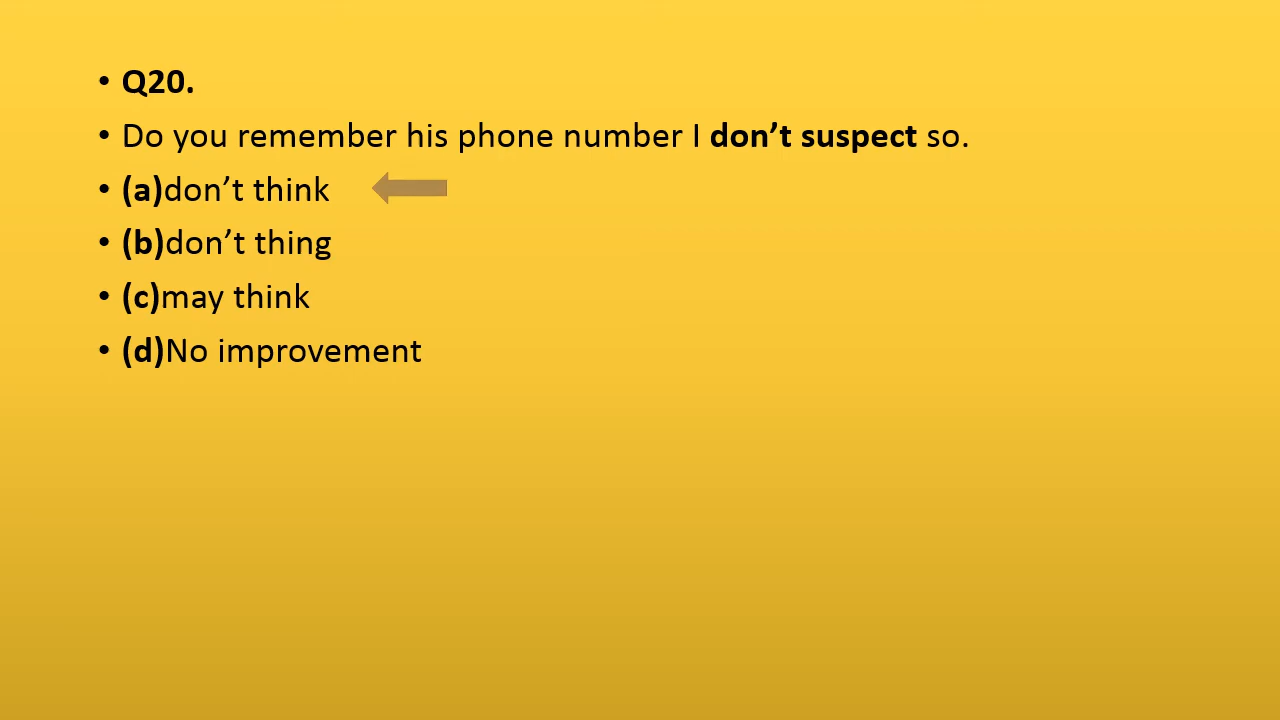 • Q20.
• Do you remember his phone number I don’t suspect so.
• (a)don’t think
• (b)don’t thing
• (c)may think
• (d)No improvement